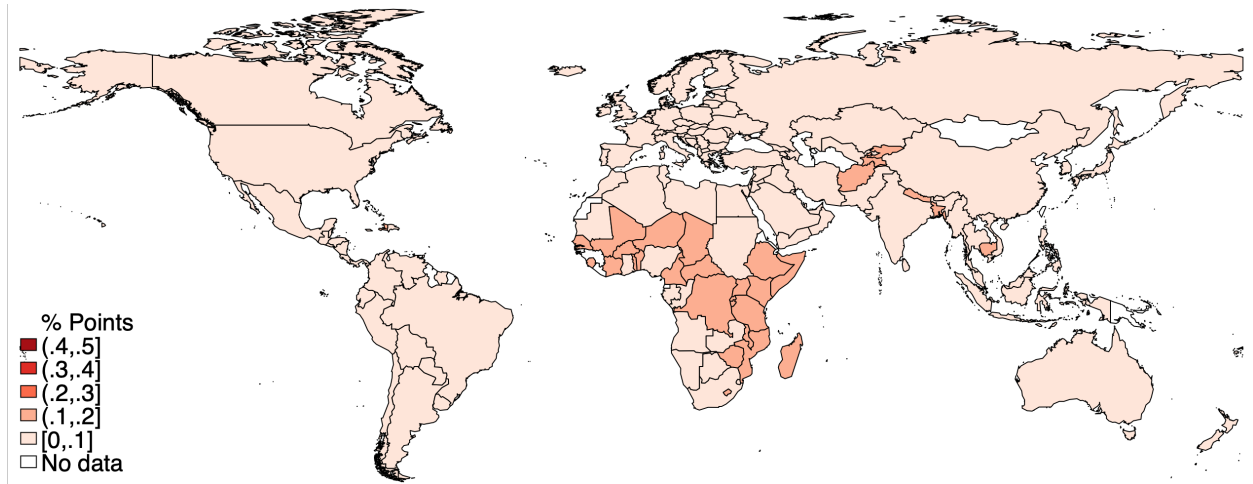 % Points
(.4,.5]
(.3,.4]
(.2,.3]
(.1,.2]
[0,.1]
No data